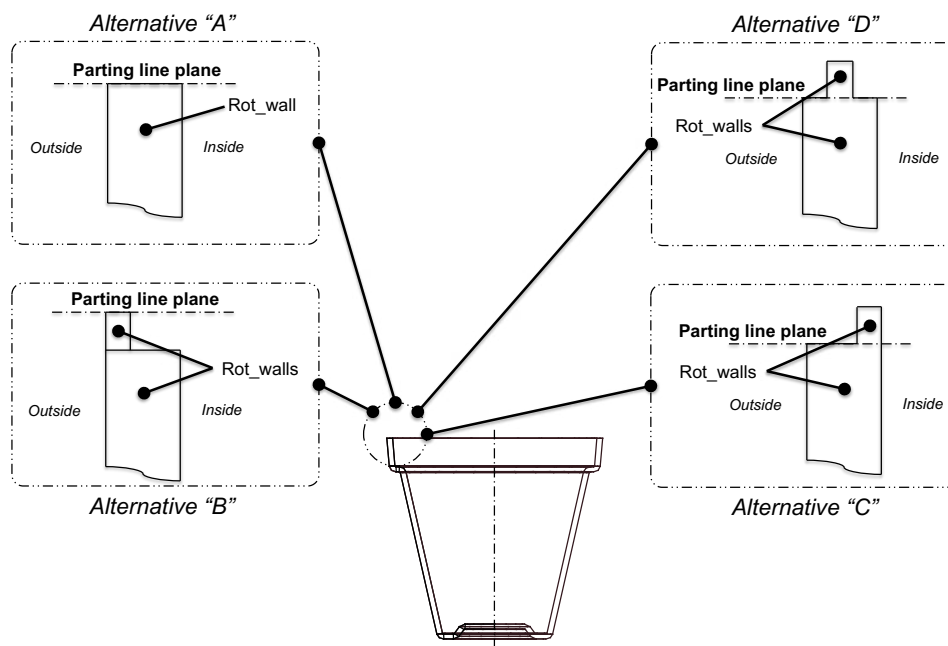 Alternative “A”
Parting line plane
Rot_wall
Outside
Inside
Alternative “D”
Parting line plane
Rot_walls
Outside
Inside
Parting line plane
Rot_walls
Outside
Inside
Alternative “B”
Parting line plane
Rot_walls
Outside
Inside
Alternative “C”